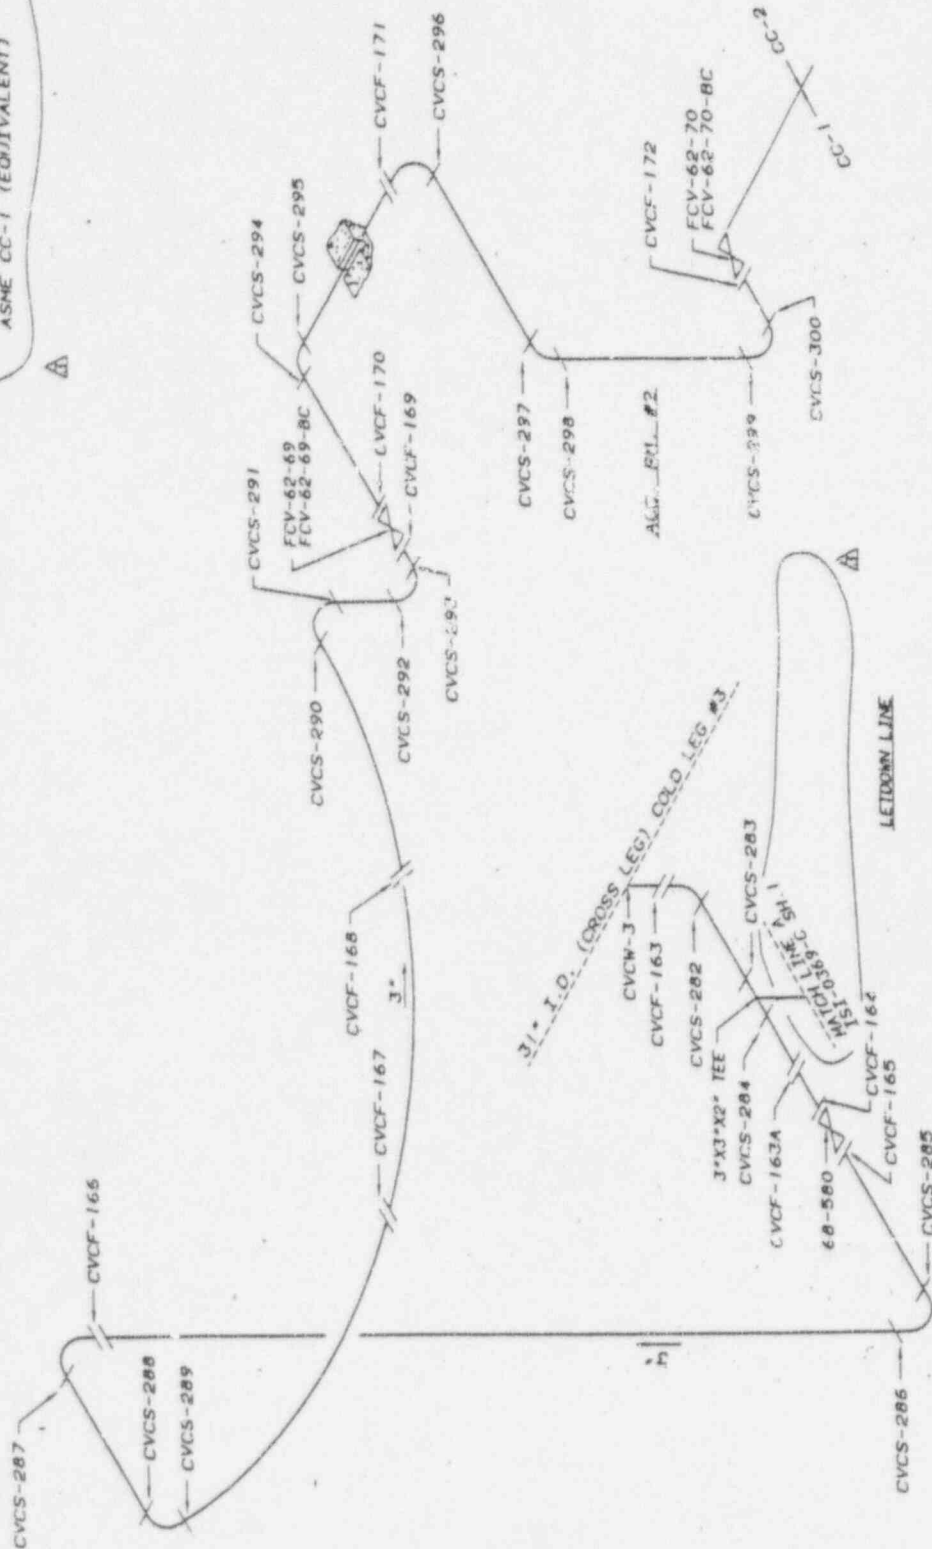 ASME CC-1 (EQUIVALENT)
CVCF-171
CVCS-296
CC-2
CC-1
CVCS-294
CVCS-295
CVCF-172
FCV-62-70
FCV-62-70-BC
CVCS-291
FCV-62-69
FCV-62-69-BC
CVCF-170
CVCF-169
CVCS-297
CVCS-298
#2
CVCS-299
CVCS-300
CVCS-290
CVCS-292
CVCS-293
CVCF-168
3"
CVCF-167
31" I.D. (CROSS LEG) COLD LEG #3
CVCW-3
CVCF-163
CVCS-282
CVCS-283
3"X3"X2" TEE
CVCS-284
MATCH LINE A
ISI-0369-C SH.1
LETDOWN LINE
CVCF-163A
68-580
CVCF-164
CVCF-165
CVCS-285
CVCS-287
CVCF-166
CVCS-288
CVCS-289
CVCS-286